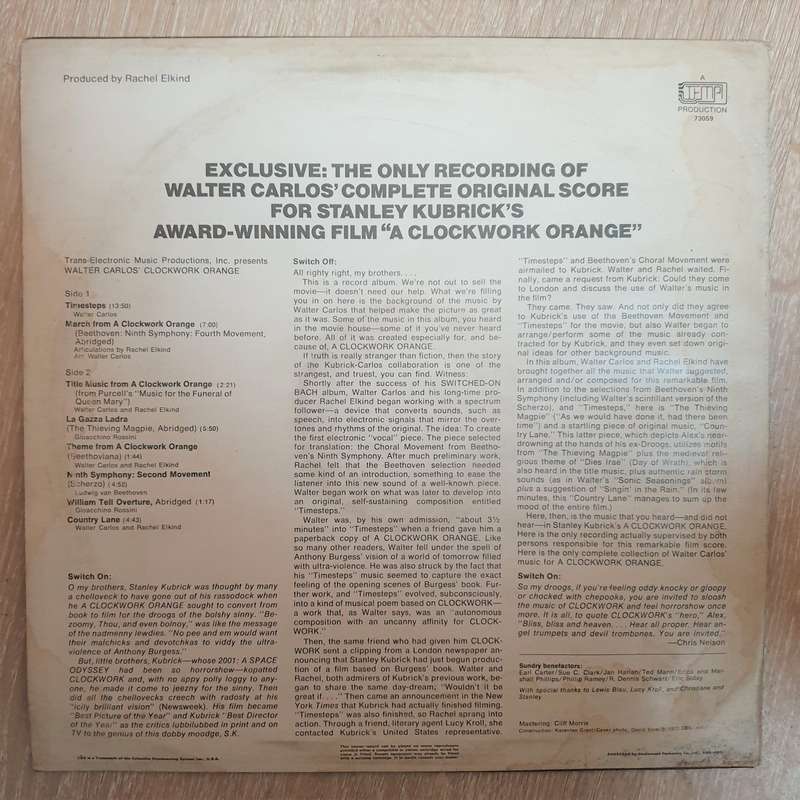 Produced by Rachel Elkind
A
TEMPI
PRODUCTION
73059
EXCLUSIVE: THE ONLY RECORDING OF
WALTER CARLOS' COMPLETE ORIGINAL SCORE
FOR STANLEY KUBRICK'S
AWARD-WINNING FILM "A CLOCKWORK ORANGE"
Trans-Electronic Music Productions, Inc. presents
WALTER CARLOS' CLOCKWORK ORANGE
Side 1
Timesteps (13:50)
Walter Carlos
March from A Clockwork Orange (7:00)
(Beethoven: Ninth Symphony: Fourth Movement,
Abridged)
Articulations by Rachel Elkind
Arr. Walter Carlos
Side 2
Title Music from A Clockwork Orange (2:21)
(from Purcell's "Music for the Funeral of
Queen Mary")
Walter Carlos and Rachel Elkind
La Gazza Ladra
(The Thieving Magpie, Abridged) (5:50)
Gioacchino Rossini
Theme from A Clockwork Orange
(Beethoviana) (1:44)
Walter Carlos and Rachel Elkind
Ninth Symphony: Second Movement
(Scherzo) (4:52)
Ludwig van Beethoven
William Tell Overture, Abridged (1:17)
Gioacchino Rossini
Country Lane (4:43)
Walter Carlos and Rachel Elkind
Switch On:
O my brothers, Stanley Kubrick was thought by many
a chelloveck to have gone out of his rassodock when
he A CLOCKWORK ORANGE sought to convert from
book to film for the droogs of the bolshy sinny. "Be-
zoomy, Thou, and even bolnoy," was like the message
of the nadmenny lewdies. "No pee and em would want
their malchicks and devotchkas to viddy the ultra-
violence of Anthony Burgess."
But, little brothers, Kubrick—whose 2001: A SPACE
ODYSSEY had been so horrorshow—kopatted
CLOCKWORK and, with no appy polly loggy to any-
one, he made it come to jeezny for the sinny. Then
did all the chellovecks creech with radosty at his
"icily brilliant vision" (Newsweek). His film became
"Best Picture of the Year" and Kubrick "Best Director
of the Year" as the critics lubbilubbed in print and on
TV to the genius of this dobby moodge, S.K.
Switch Off:
All righty right, my brothers. . . .
This is a record album. We're not out to sell the
movie—it doesn't need our help. What we're filling
you in on here is the background of the music by
Walter Carlos that helped make the picture as great
as it was. Some of the music in this album, you heard
in the movie house—some of it you've never heard
before. All of it was created especially for, and be-
cause of, A CLOCKWORK ORANGE.
If truth is really stranger than fiction, then the story
of the Kubrick-Carlos collaboration is one of the
strangest, and truest, you can find. Witness:
Shortly after the success of his SWITCHED-ON
BACH album, Walter Carlos and his long-time pro-
ducer Rachel Elkind began working with a spectrum
follower—a device that converts sounds, such as
speech, into electronic signals that mirror the over-
tones and rhythms of the original. The idea: To create
the first electronic "vocal" piece. The piece selected
for translation: the Choral Movement from Beetho-
ven's Ninth Symphony. After much preliminary work,
Rachel felt that the Beethoven selection needed
some kind of an introduction, something to ease the
listener into this new sound of a well-known piece.
Walter began work on what was later to develop into
an original, self-sustaining composition entitled
"Timesteps."
Walter was, by his own admission, "about 3½
minutes" into "Timesteps" when a friend gave him a
paperback copy of A CLOCKWORK ORANGE. Like
so many other readers, Walter fell under the spell of
Anthony Burgess' vision of a world of tomorrow filled
with ultra-violence. He was also struck by the fact that
his "Timesteps" music seemed to capture the exact
feeling of the opening scenes of Burgess' book. Fur-
ther work, and "Timesteps" evolved, subconsciously,
into a kind of musical poem based on CLOCKWORK—
a work that, as Walter says, was an "autonomous
composition with an uncanny affinity for CLOCK-
WORK."
Then, the same friend who had given him CLOCK-
WORK sent a clipping from a London newspaper an-
nouncing that Stanley Kubrick had just begun produc-
tion of a film based on Burgess' book. Walter and
Rachel, both admirers of Kubrick's previous work, be-
gan to share the same day-dream; "Wouldn't it be
great if. . . ." Then came an announcement in the New
York Times that Kubrick had actually finished filming.
"Timesteps" was also finished, so Rachel sprang into
action. Through a friend, literary agent Lucy Kroll, she
contacted Kubrick's United States representative.
"Timesteps" and Beethoven's Choral Movement were
airmailed to Kubrick. Walter and Rachel waited. Fi-
nally, came a request from Kubrick: Could they come
to London and discuss the use of Walter's music in
the film?
They came. They saw. And not only did they agree
to Kubrick's use of the Beethoven Movement and
"Timesteps" for the movie, but also Walter began to
arrange/perform some of the music already con-
tracted for by Kubrick, and they even set down origi-
nal ideas for other background music.
In this album, Walter Carlos and Rachel Elkind have
brought together all the music that Walter suggested,
arranged and/or composed for this remarkable film.
In addition to the selections from Beethoven's Ninth
Symphony (including Walter's scintillant version of the
Scherzo), and "Timesteps," here is "The Thieving
Magpie" ("As we would have done it, had there been
time") and a startling piece of original music, "Coun-
try Lane." This latter piece, which depicts Alex's near-
drowning at the hands of his ex-Droogs, utilizes motifs
from "The Thieving Magpie" plus the medieval reli-
gious theme of "Dies Irae" (Day of Wrath), which is
also heard in the title music, plus authentic rain storm
sounds (as in Walter's "Sonic Seasonings" album)
plus a suggestion of "Singin' in the Rain." (In its few
minutes, this "Country Lane" manages to sum up the
mood of the entire film.)
Here, then, is the music that you heard—and did not
hear—in Stanley Kubrick's A CLOCKWORK ORANGE.
Here is the only recording actually supervised by both
persons responsible for this remarkable film score.
Here is the only complete collection of Walter Carlos'
music for A CLOCKWORK ORANGE.
Switch On:
So my droogs, if you're feeling oddy knocky or gloopy
or chocked with chepooka, you are invited to sloosh
the music of CLOCKWORK and feel horrorshow once
more. It is all, to quote CLOCKWORK's "hero," Alex,
"Bliss, bliss and heaven. . . . Hear all proper. Hear an-
gel trumpets and devil trombones. You are invited."
—Chris Nelson
Sundry benefactors:
Earl Carter/Sue C. Clark/Jan Harlan/Ted Mann/Erica and Mar-
shall Phillips/Phillip Ramey/R. Dennis Schwarz/Eric Siday
With special thanks to Lewis Blau, Lucy Kroll, and Christiane and
Stanley
Mastering: Cliff Morris